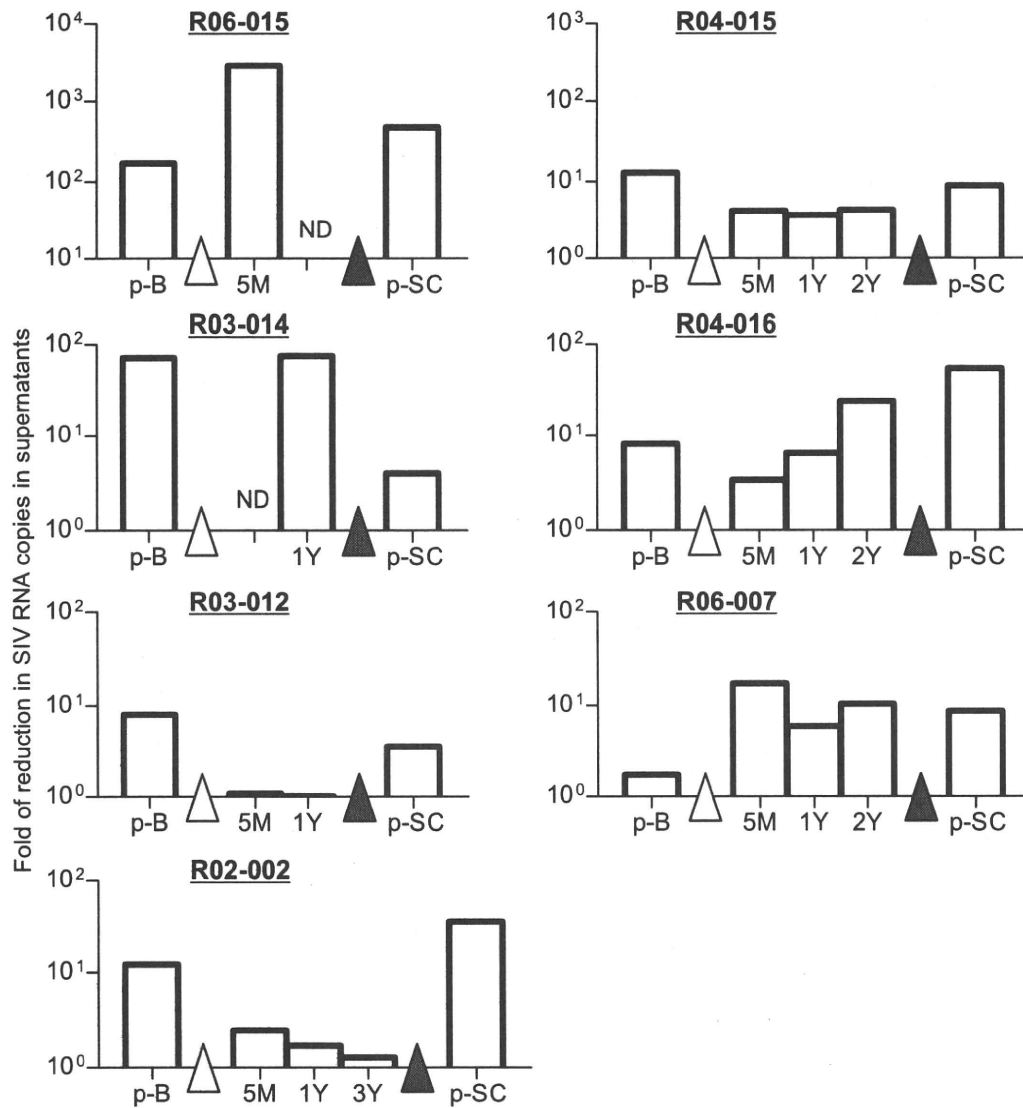 Fold of reduction in SIV RNA copies in supernatants
R06-015
10⁴
10³
10²
10¹
ND
p-B 5M p-SC
R04-015
10³
10²
10¹
10⁰
p-B 5M 1Y 2Y p-SC
R03-014
10²
10¹
10⁰
ND
p-B 1Y p-SC
R04-016
10²
10¹
10⁰
p-B 5M 1Y 2Y p-SC
R03-012
10²
10¹
10⁰
p-B 5M 1Y p-SC
R06-007
10²
10¹
10⁰
p-B 5M 1Y 2Y p-SC
R02-002
10²
10¹
10⁰
p-B 5M 1Y 3Y p-SC